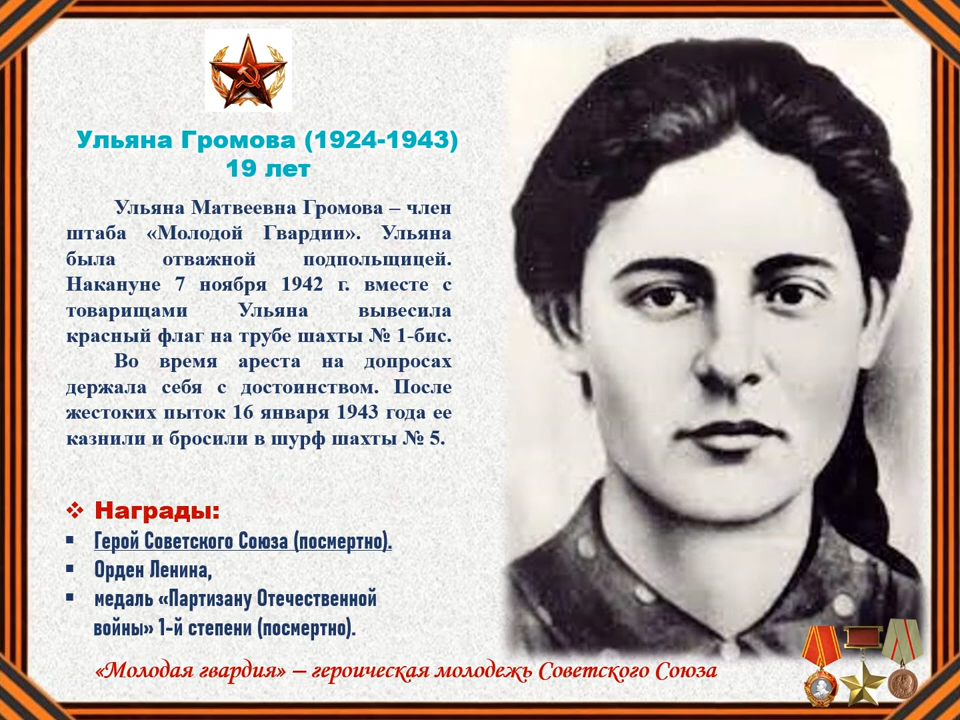 Ульяна Громова (1924-1943)
19 лет
Ульяна Матвеевна Громова – член
штаба «Молодой Гвардии». Ульяна
была отважной подпольщицей.
Накануне 7 ноября 1942 г. вместе с
товарищами Ульяна вывесила
красный флаг на трубе шахты № 1-бис.
Во время ареста на допросах
держала себя с достоинством. После
жестоких пыток 16 января 1943 года ее
казнили и бросили в шурф шахты № 5.
❖ Награды:
▪ Герой Советского Союза (посмертно).
▪ Орден Ленина,
▪ медаль «Партизану Отечественной
войны» 1-й степени (посмертно).
«Молодая гвардия» – героическая молодежь Советского Союза